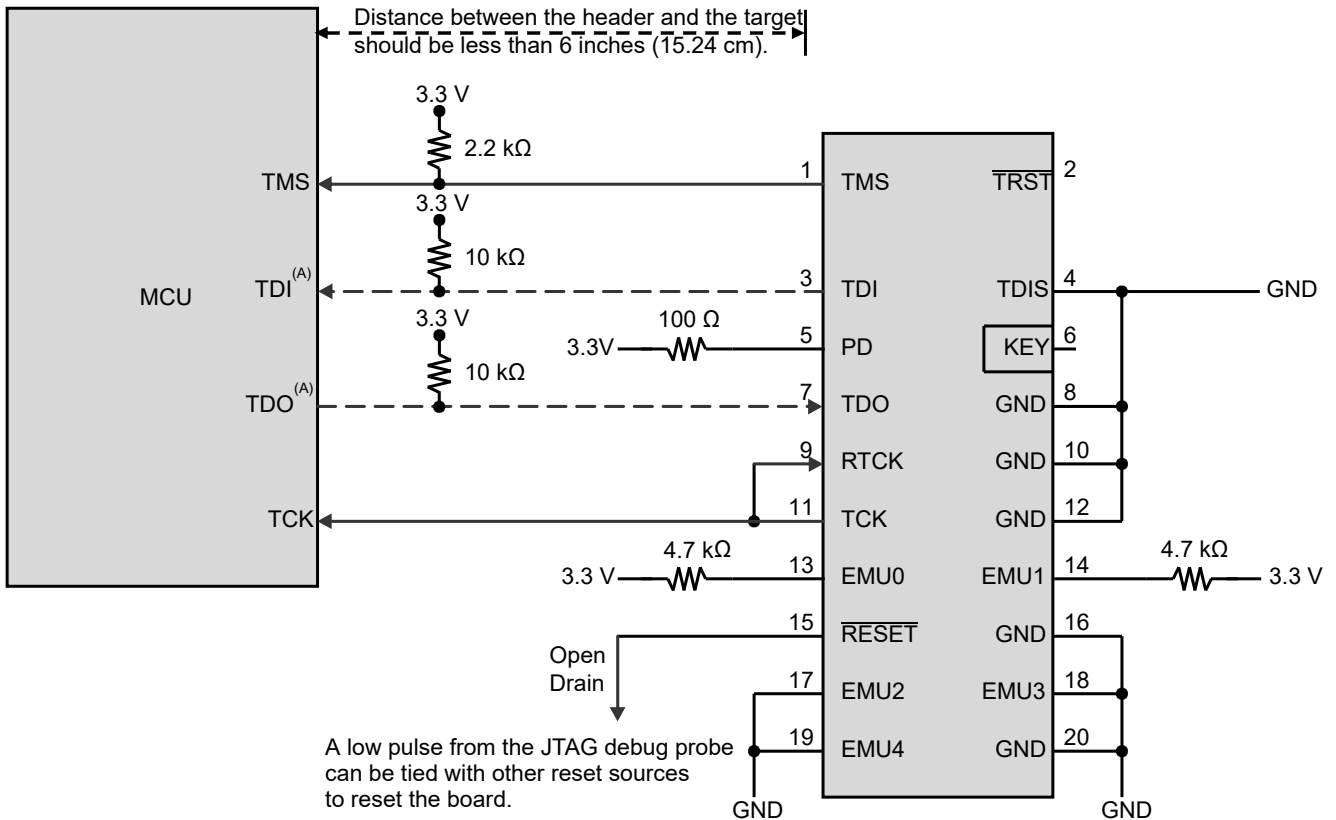 Distance between the header and the target
should be less than 6 inches (15.24 cm).
3.3 V
2.2 kΩ
TMS
1
TMS
TRST
2
3.3 V
10 kΩ
MCU
TDI(A)
3
TDI
TDIS
4
GND
3.3 V
100 Ω
3.3V
5
PD
KEY
6
10 kΩ
TDO(A)
7
TDO
GND
8
9
RTCK
GND
10
TCK
11
TCK
GND
12
4.7 kΩ
3.3 V
13
EMU0
EMU1
14
4.7 kΩ
3.3 V
15
RESET
GND
16
Open
Drain
17
EMU2
EMU3
18
A low pulse from the JTAG debug probe
can be tied with other reset sources
to reset the board.
19
EMU4
GND
20
GND
GND